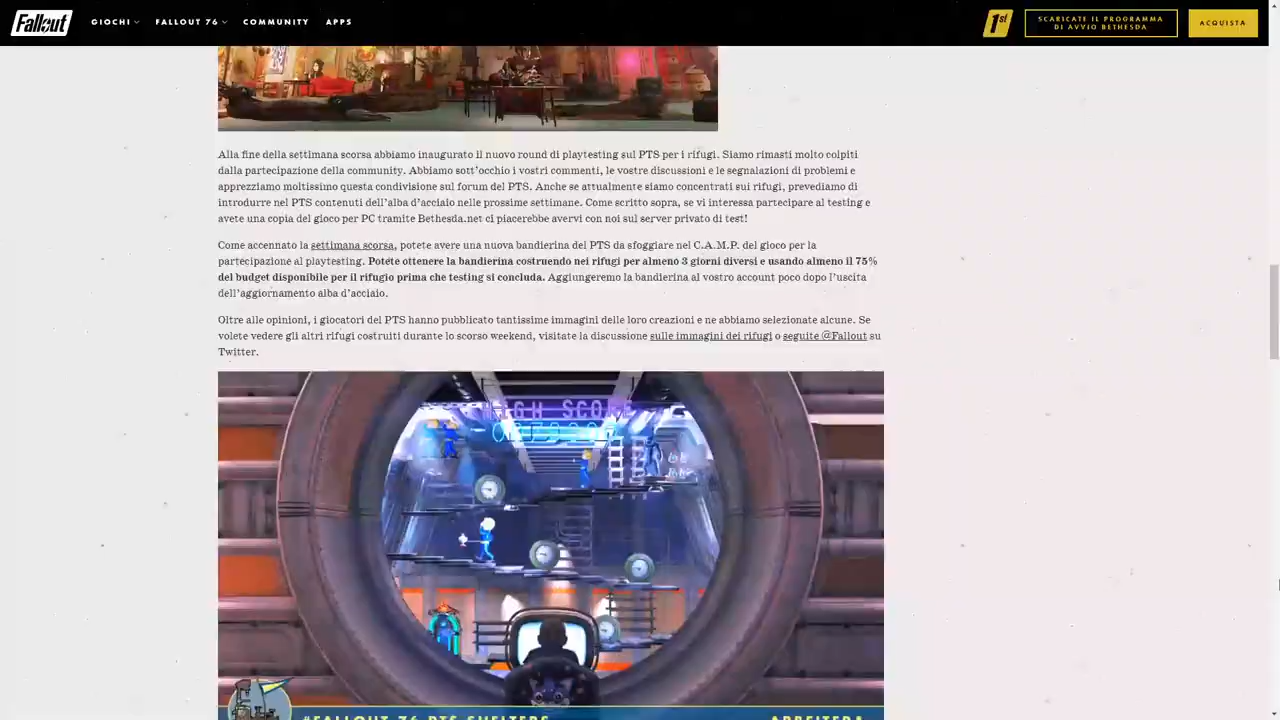 Fallout GIOCHI FALLOUT 76 COMMUNITY APPS 1st SCARICATE IL PROGRAMMA DI AVVIO BETHESDA ACQUISTA
Alla fine della settimana scorsa abbiamo inaugurato il nuovo round di playtesting sul PTS per i rifugi. Siamo rimasti molto colpiti
dalla partecipazione della community. Abbiamo sott'occhio i vostri commenti, le vostre discussioni e le segnalazioni di problemi e
apprezziamo moltissimo questa condivisione sul forum del PTS. Anche se attualmente siamo concentrati sui rifugi, prevediamo di
introdurre nel PTS contenuti dell'alba d'acciaio nelle prossime settimane. Come scritto sopra, se vi interessa partecipare al testing e
avete una copia del gioco per PC tramite Bethesda.net ci piacerebbe avervi con noi sul server privato di test!
Come accennato la settimana scorsa, potete avere una nuova bandierina del PTS da sfoggiare nel C.A.M.P. del gioco per la
partecipazione al playtesting. Potete ottenere la bandierina costruendo nei rifugi per almeno 3 giorni diversi e usando almeno il 75%
del budget disponibile per il rifugio prima che testing si concluda. Aggiungeremo la bandierina al vostro account poco dopo l'uscita
dell'aggiornamento alba d'acciaio.
Oltre alle opinioni, i giocatori del PTS hanno pubblicato tantissime immagini delle loro creazioni e ne abbiamo selezionate alcune. Se
volete vedere gli altri rifugi costruiti durante lo scorso weekend, visitate la discussione sulle immagini dei rifugi o seguite @Fallout su
Twitter.
HIGH SCORE
#FALLOUT 76 PTS SHELTERS